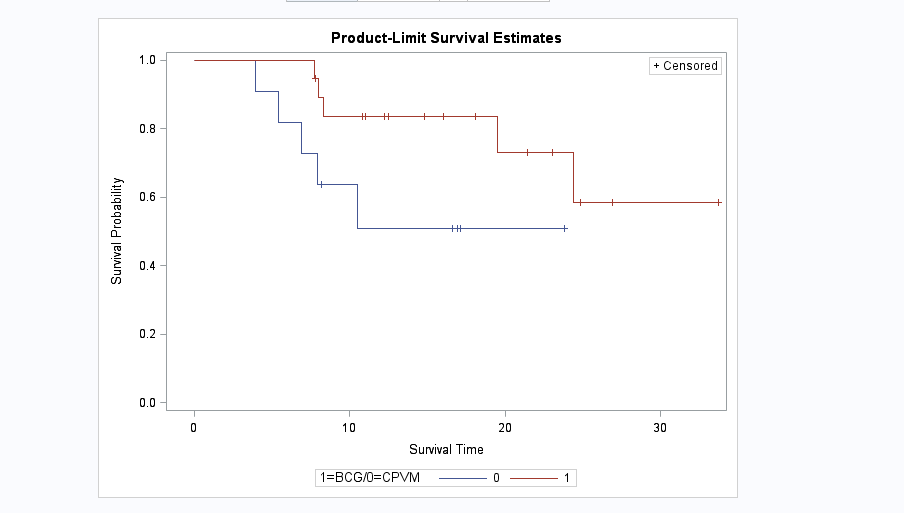 Product-Limit Survival Estimates
+ Censored
1.0
0.8
0.6
0.4
0.2
0.0
Survival Probability
0 10 20 30
Survival Time
1=BCG/0=CPVM 0 1